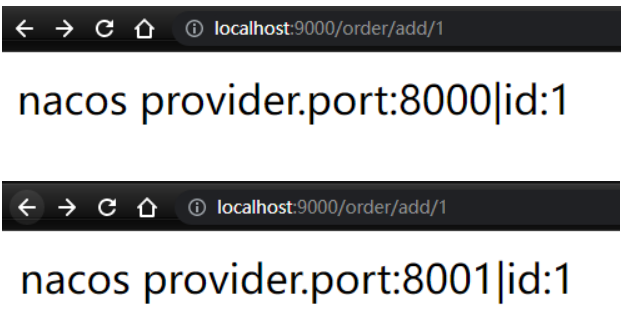 localhost:9000/order/add/1
nacos provider.port:8000|id:1
localhost:9000/order/add/1
nacos provider.port:8001|id:1